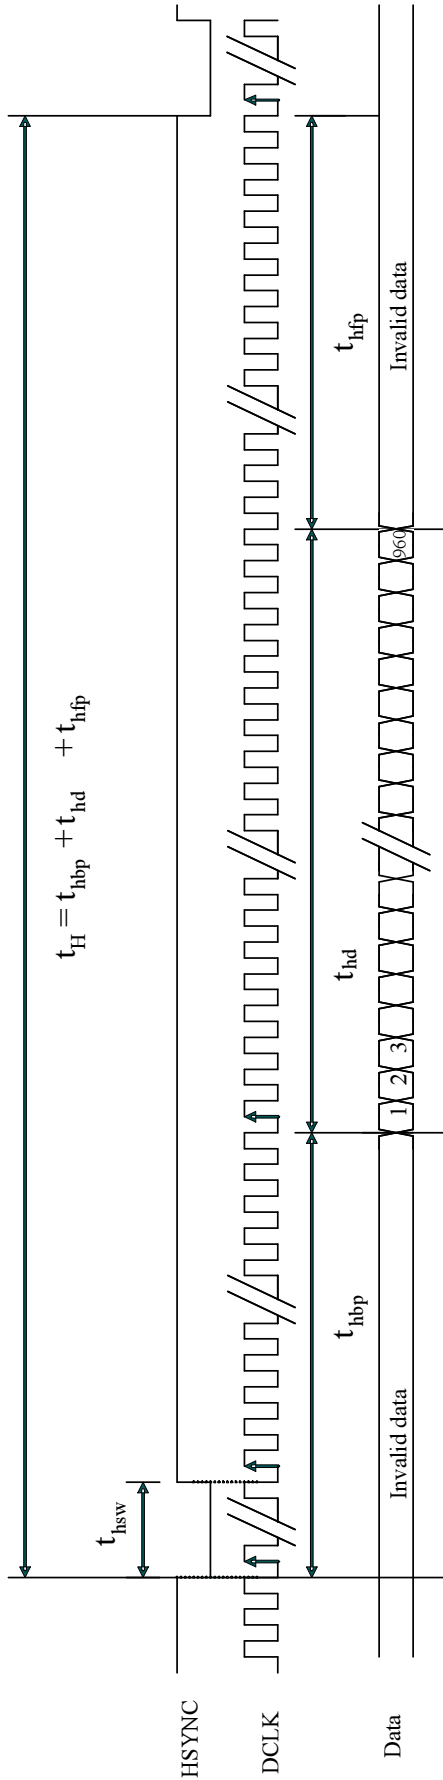 t_H = t_hbp + t_hd + t_hfp
t_hsw
HSYNC
DCLK
t_hbp
t_hd
t_hfp
Data
Invalid data
1
2
3
960
Invalid data